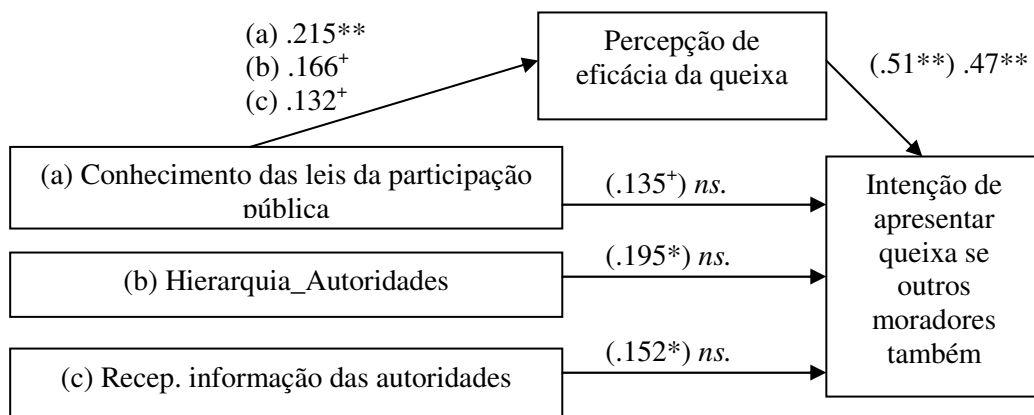 (a) .215**
(b) .166+
(c) .132+
Percepção de
eficácia da queixa
(.51**) .47**
(a) Conhecimento das leis da participação
pública
(.135+) ns.
(b) Hierarquia_Autoridades
(.195*) ns.
(c) Recep. informação das autoridades
(.152*) ns.
Intenção de
apresentar
queixa se
outros
moradores
também